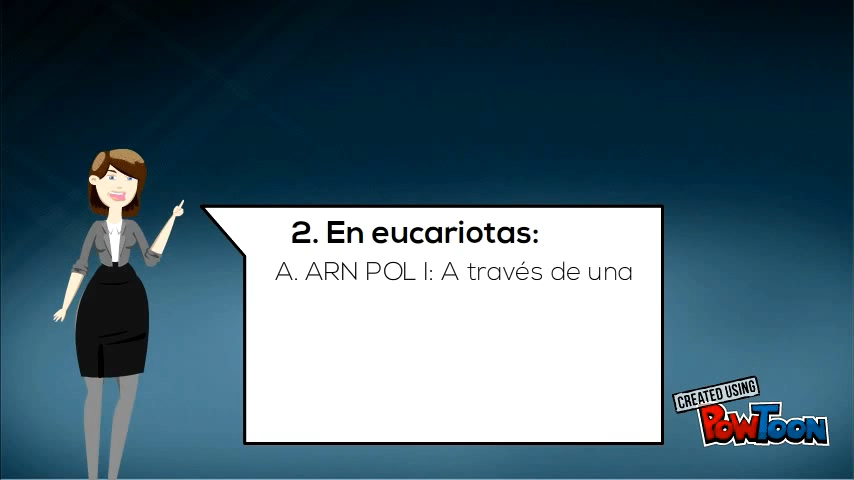 2. En eucariotas:
A. ARN POL I: A través de una
CREATED USING
POWTOON